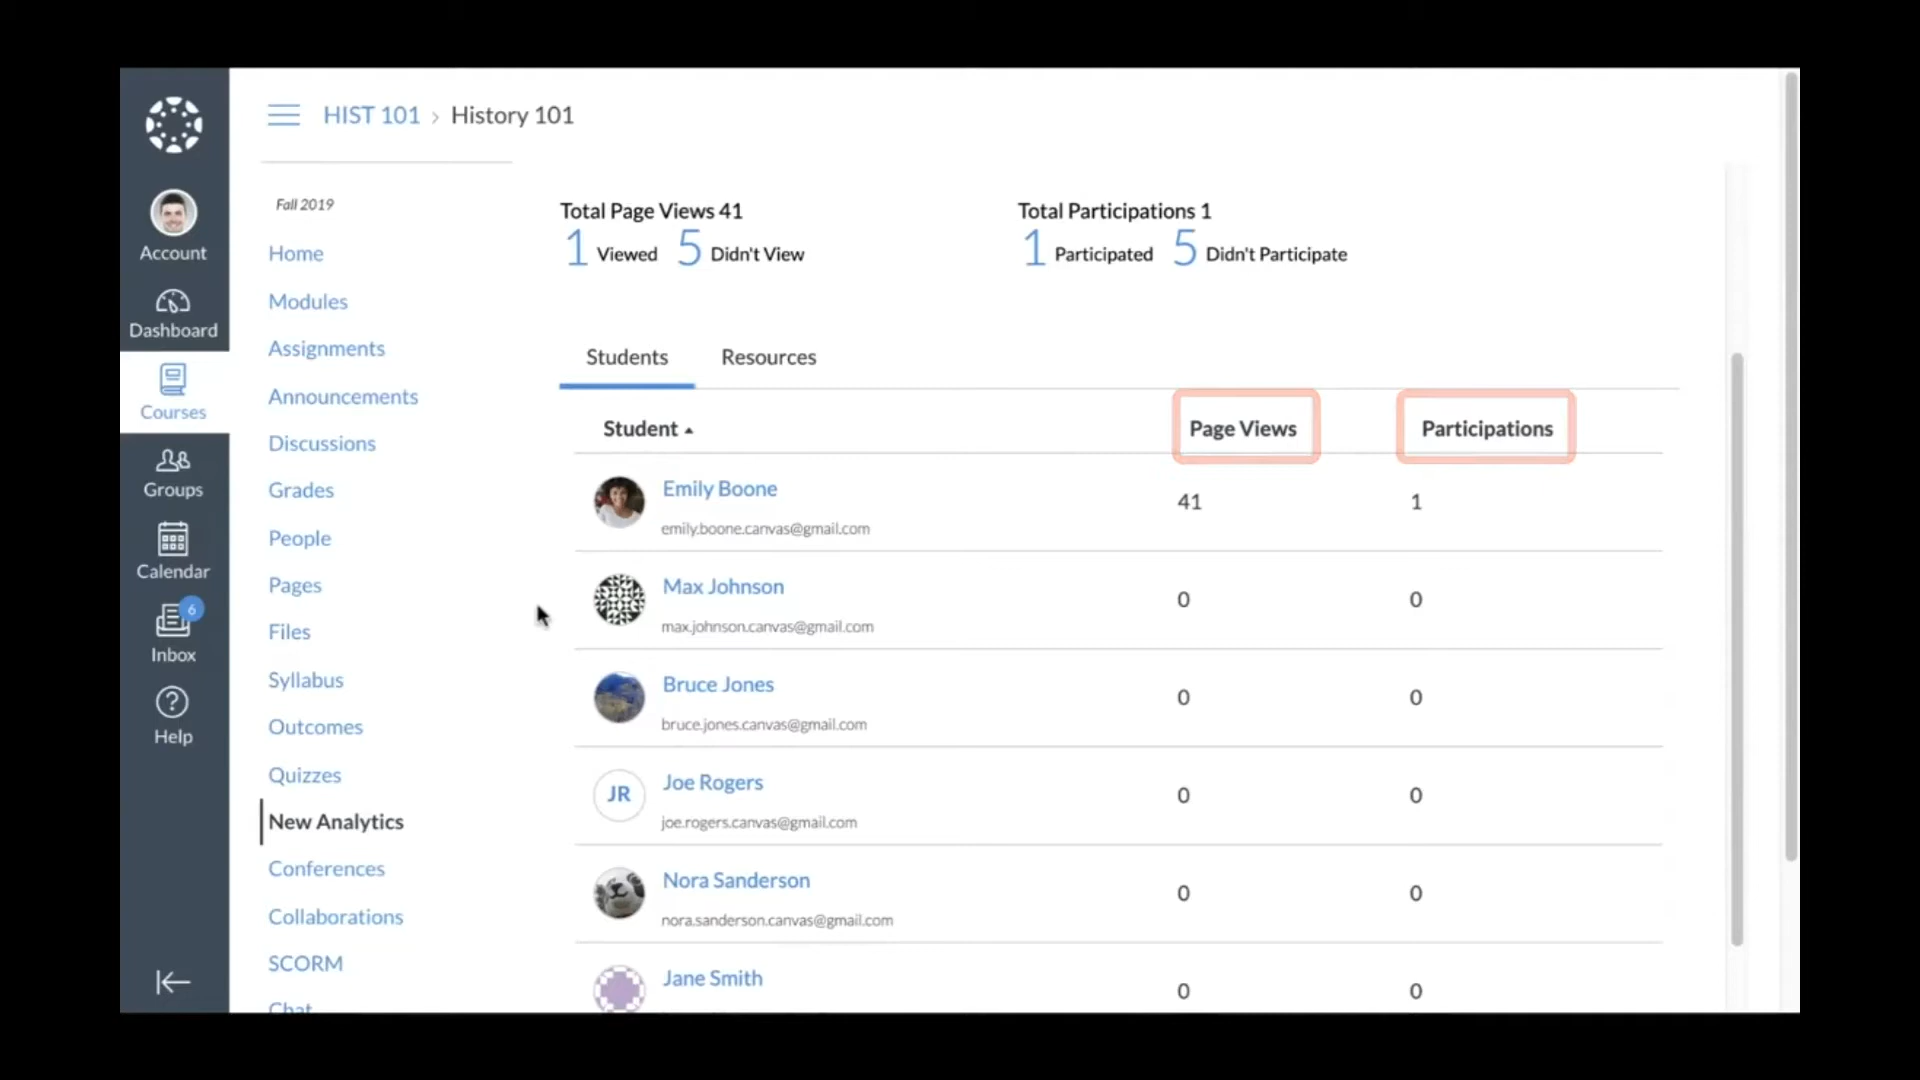 HIST 101 › History 101
Account
Dashboard
Courses
Groups
Calendar
6
Inbox
Help
Fall 2019
Home
Modules
Assignments
Announcements
Discussions
Grades
People
Pages
Files
Syllabus
Outcomes
Quizzes
New Analytics
Conferences
Collaborations
SCORM
Chat
Total Page Views 41
1 Viewed 5 Didn't View
Total Participations 1
1 Participated 5 Didn't Participate
Students Resources
Student Page Views Participations
Emily Boone 41 1
emily.boone.canvas@gmail.com
Max Johnson 0 0
max.johnson.canvas@gmail.com
Bruce Jones 0 0
bruce.jones.canvas@gmail.com
JR Joe Rogers 0 0
joe.rogers.canvas@gmail.com
Nora Sanderson 0 0
nora.sanderson.canvas@gmail.com
Jane Smith 0 0